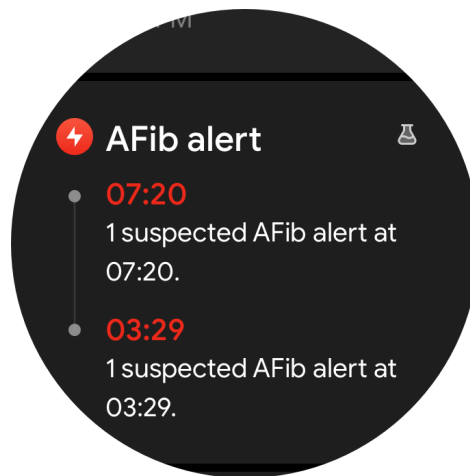 M
AFib alert
07:20
1 suspected AFib alert at
07:20.
03:29
1 suspected AFib alert at
03:29.